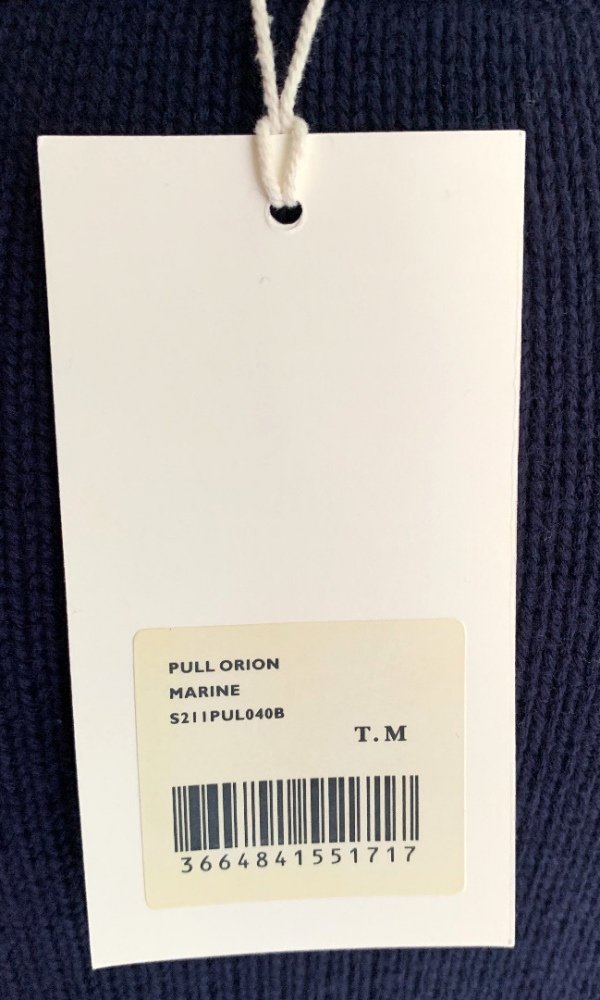 PULL ORION
MARINE
S211PUL040B
T.M
3664841551717